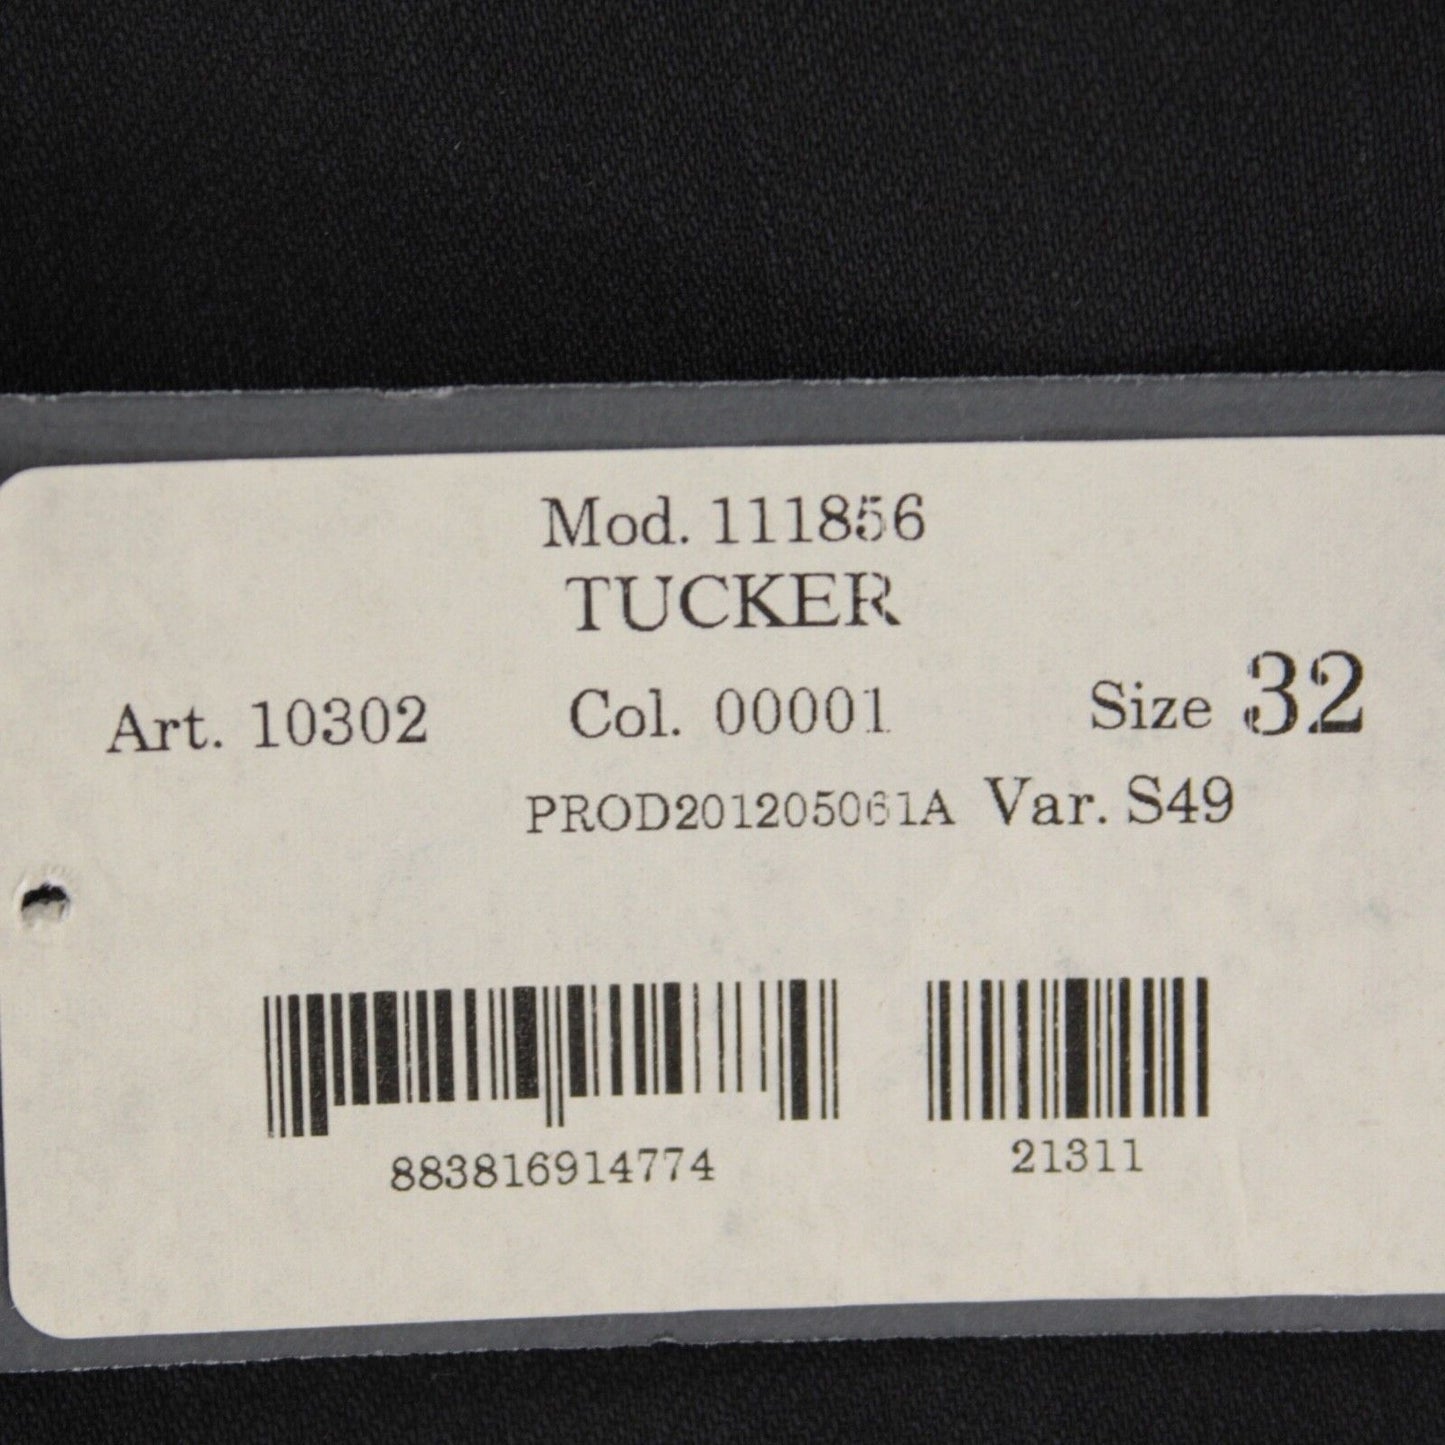 Mod. 111856
TUCKER
Art. 10302 Col. 00001 Size 32
PROD201205061A Var. S49
883816914774 21311